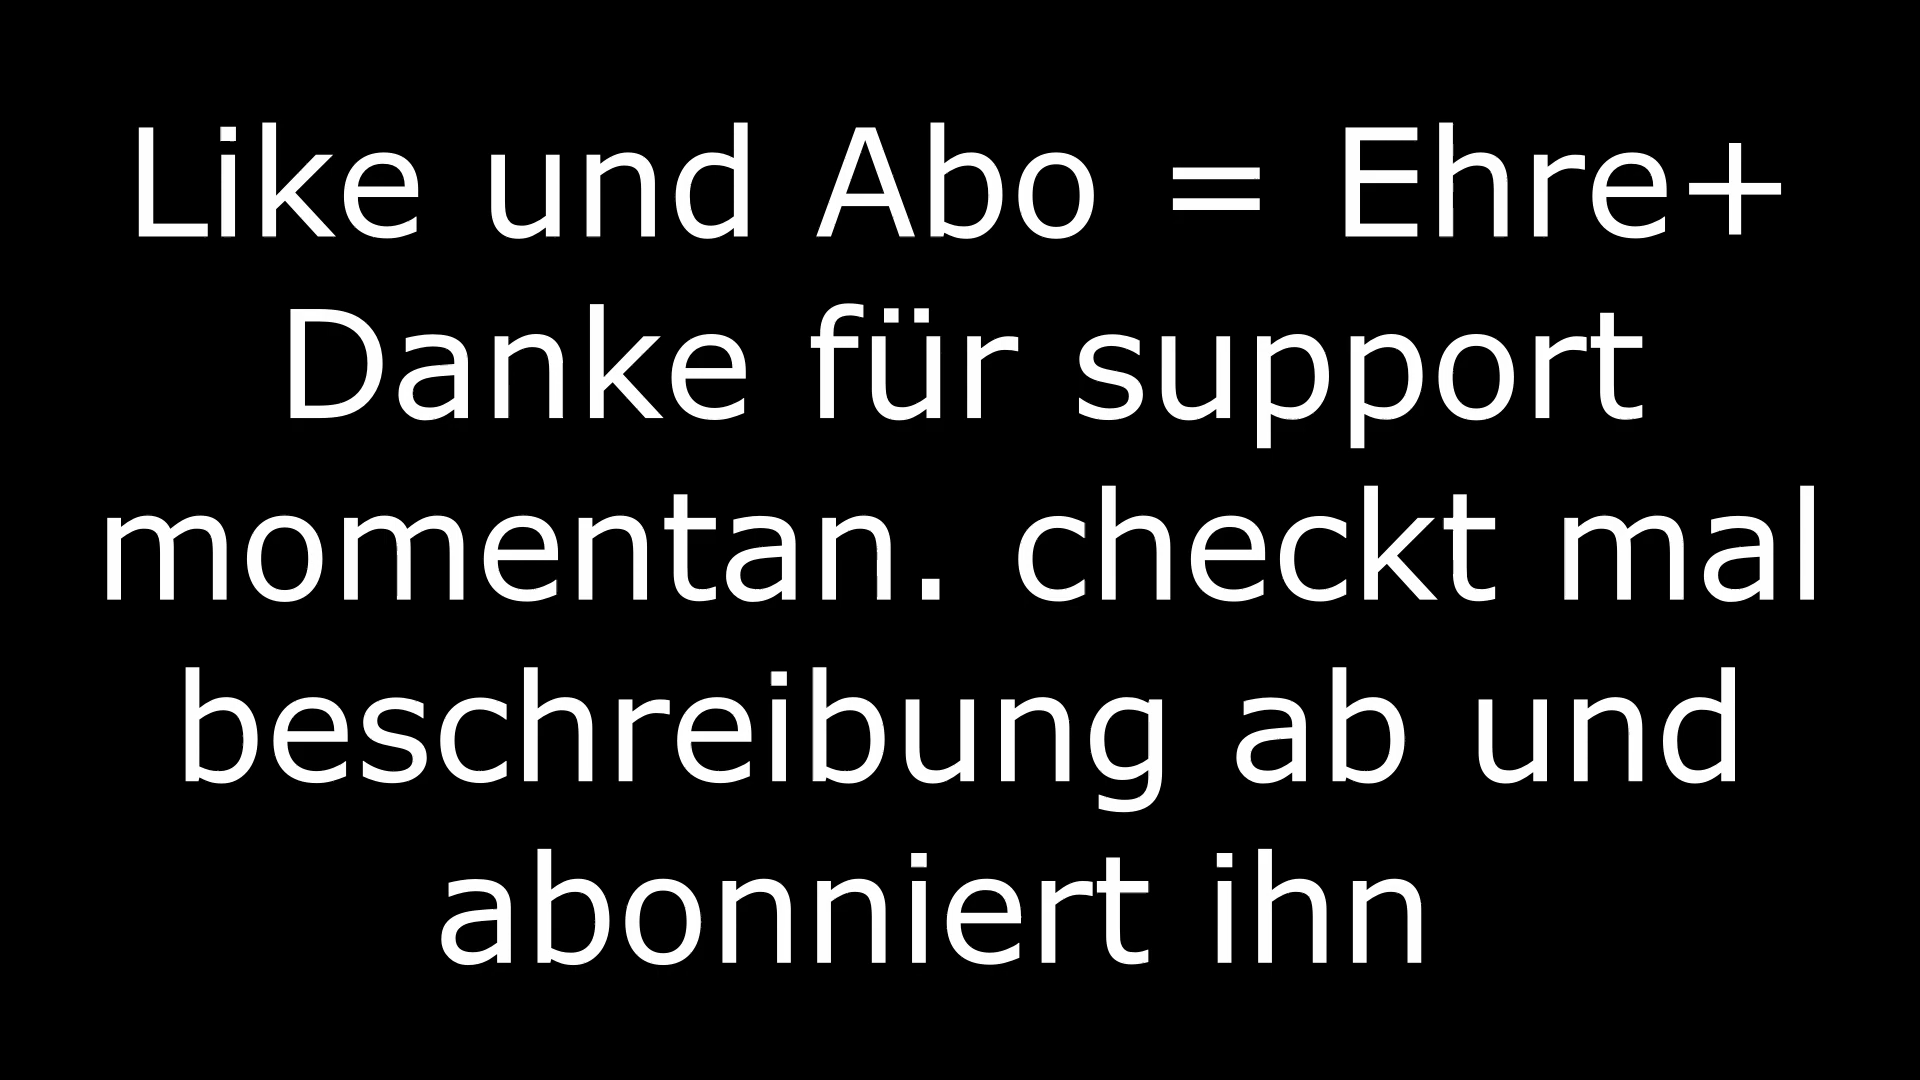 Like und Abo = Ehre+
Danke für support
momentan. checkt mal
beschreibung ab und
abonniert ihn